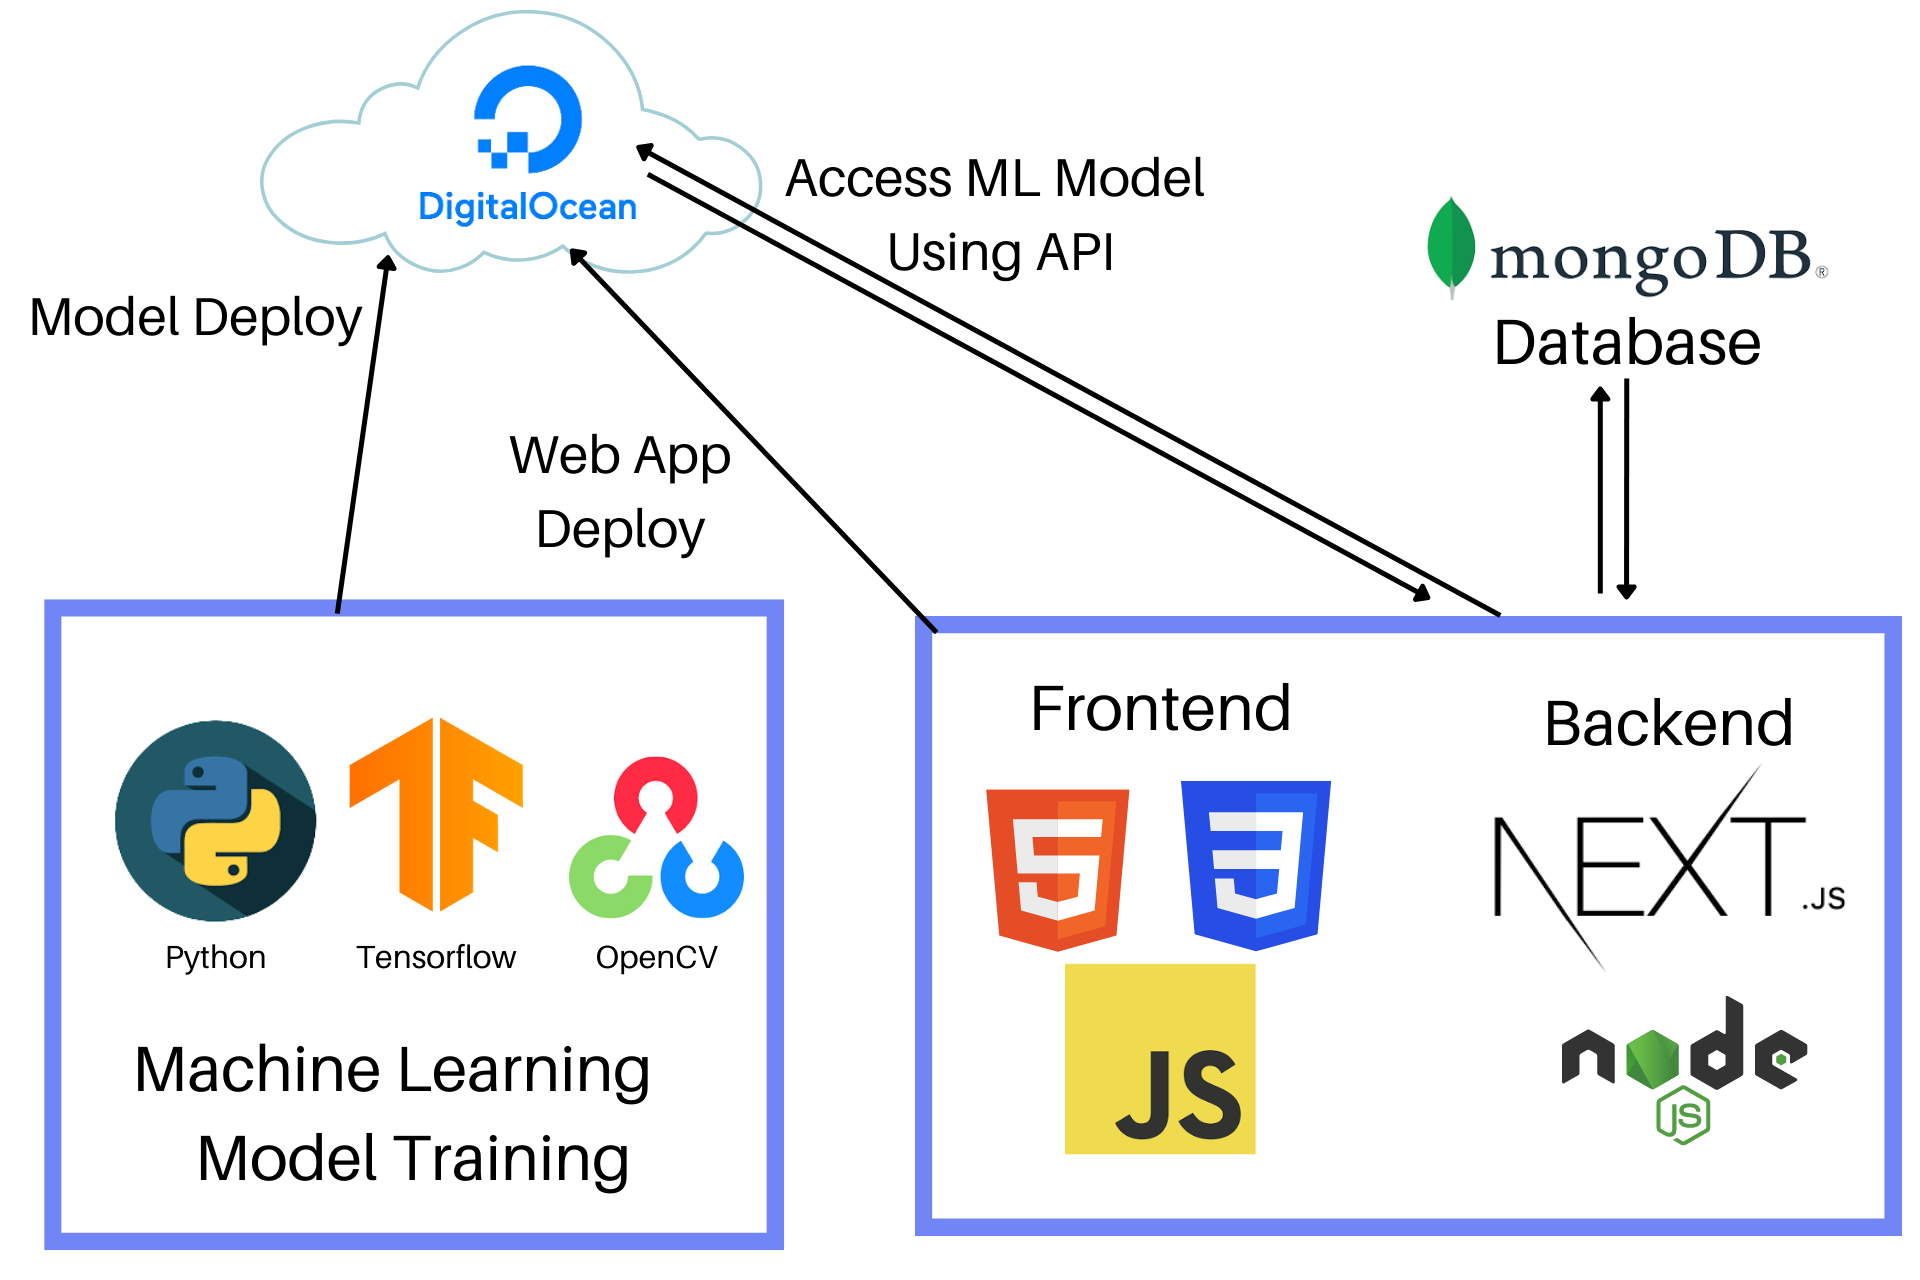 DigitalOcean
Access ML Model
Using API
mongoDB®
Database
Model Deploy
Web App
Deploy
Python
Tensorflow
OpenCV
Machine Learning
Model Training
Frontend
5
3
JS
Backend
NEXT.JS
node
JS